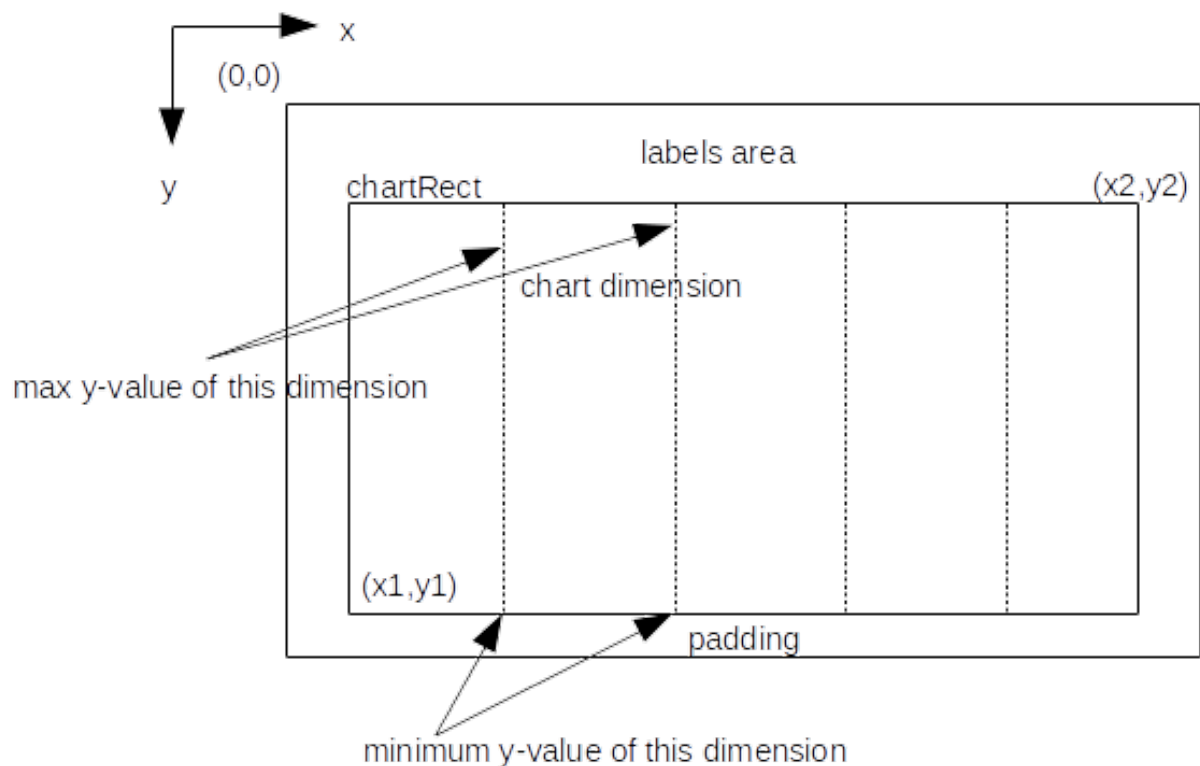 x
(0,0)
y
labels area
chartRect
(x2,y2)
chart dimension
max y-value of this dimension
(x1,y1)
padding
minimum y-value of this dimension